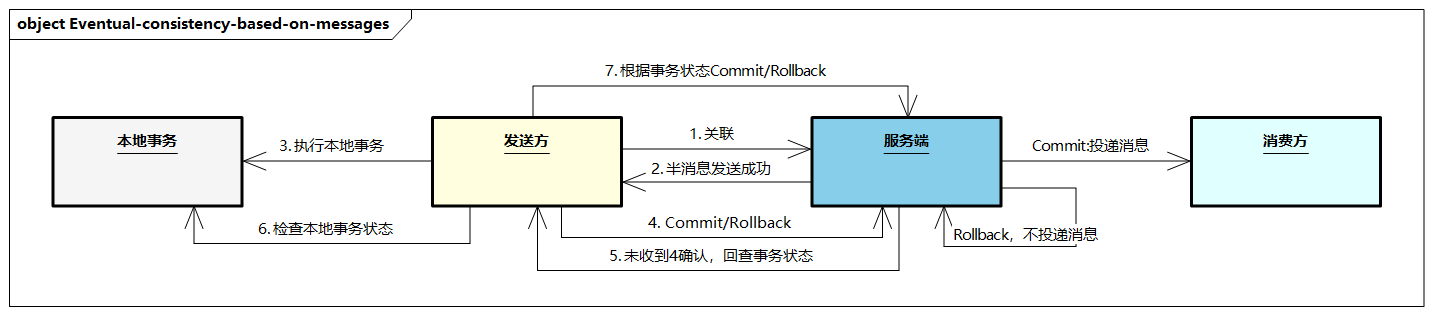 object Eventual-consistency-based-on-messages
7. 根据事务状态Commit/Rollback
本地事务
3. 执行本地事务
发送方
1. 关联
服务端
Commit:投递消息
消费方
2. 半消息发送成功
6. 检查本地事务状态
4. Commit/Rollback
Rollback，不投递消息
5. 未收到4确认，回查事务状态